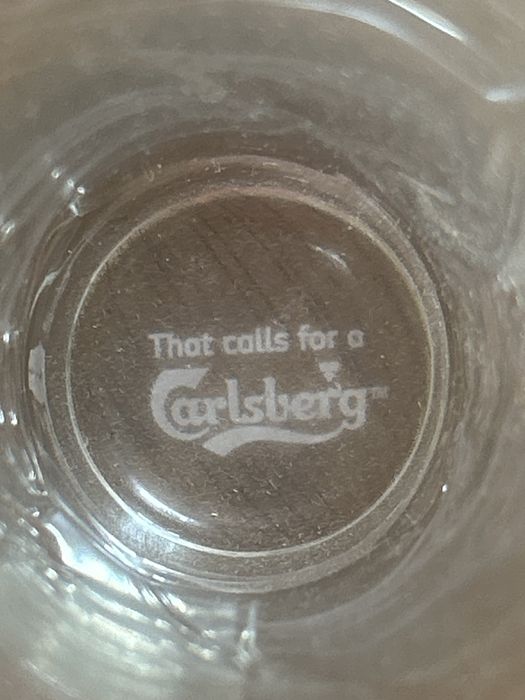 That calls for a
Carlsberg™